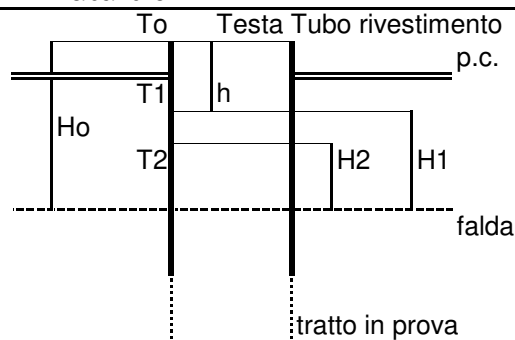 To Testa Tubo rivestimento
p.c.
T1 h
Ho
T2 H2 H1
falda
tratto in prova